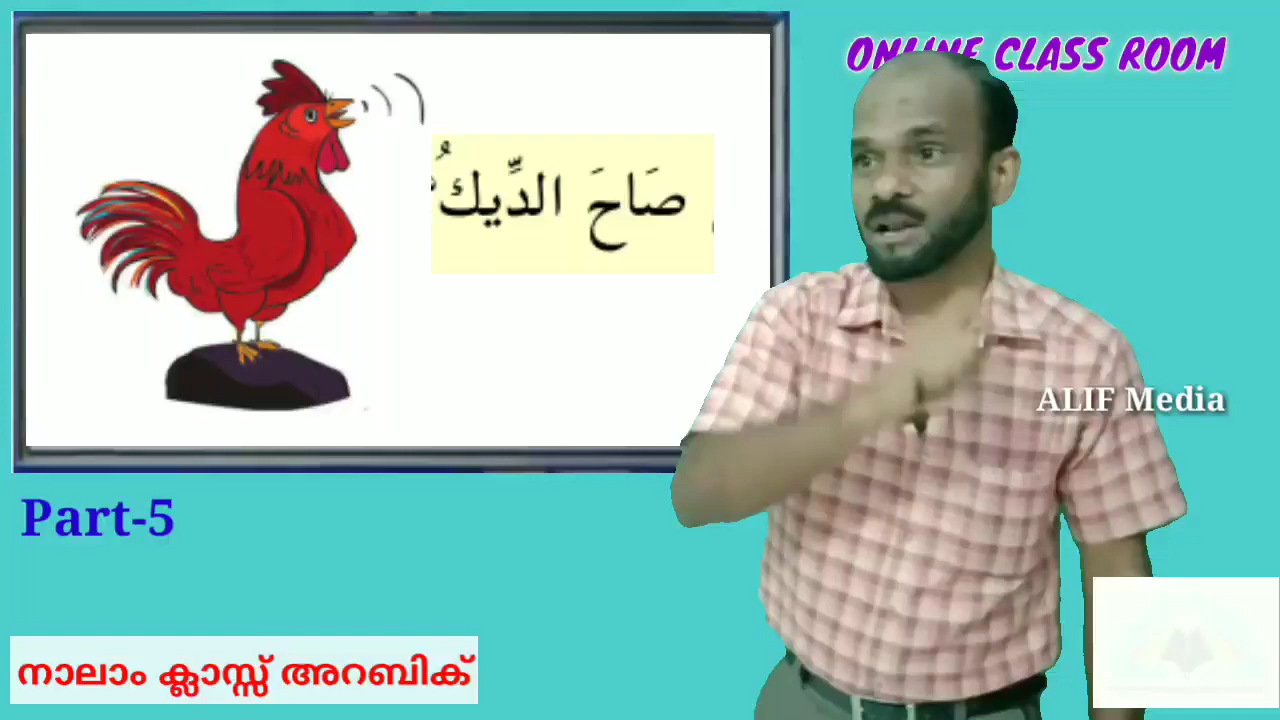 ONLINE CLASS ROOM
صَاحَ الدِّيكُ
ALIF Media
Part-5
നാലാം ക്ലാസ്സ് അറബിക്